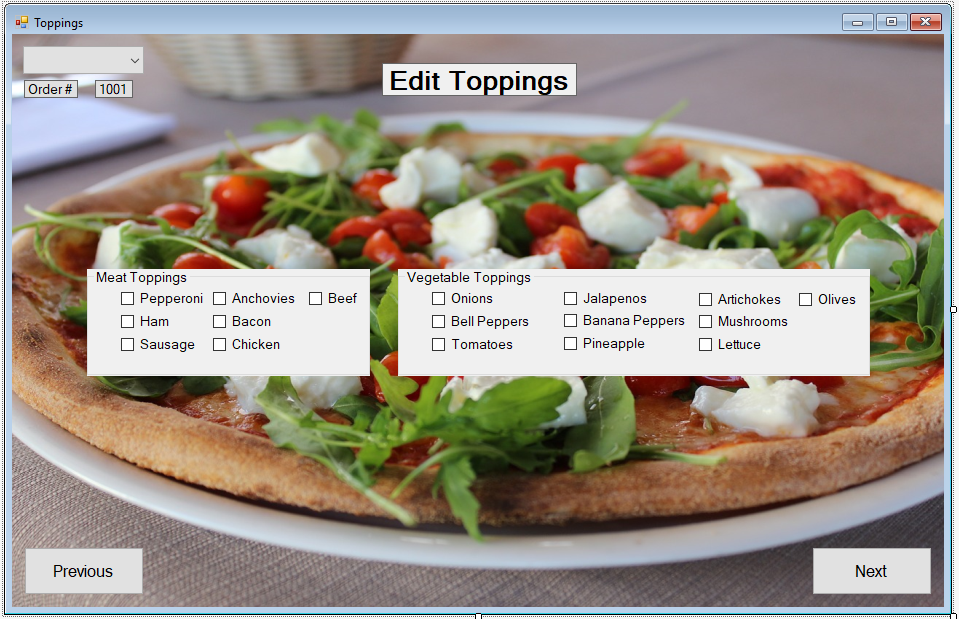 Toppings
Edit Toppings
Order # 1001
Meat Toppings
Pepperoni Anchovies Beef
Ham Bacon
Sausage Chicken
Vegetable Toppings
Onions Jalapenos Artichokes Olives
Bell Peppers Banana Peppers Mushrooms
Tomatoes Pineapple Lettuce
Previous Next